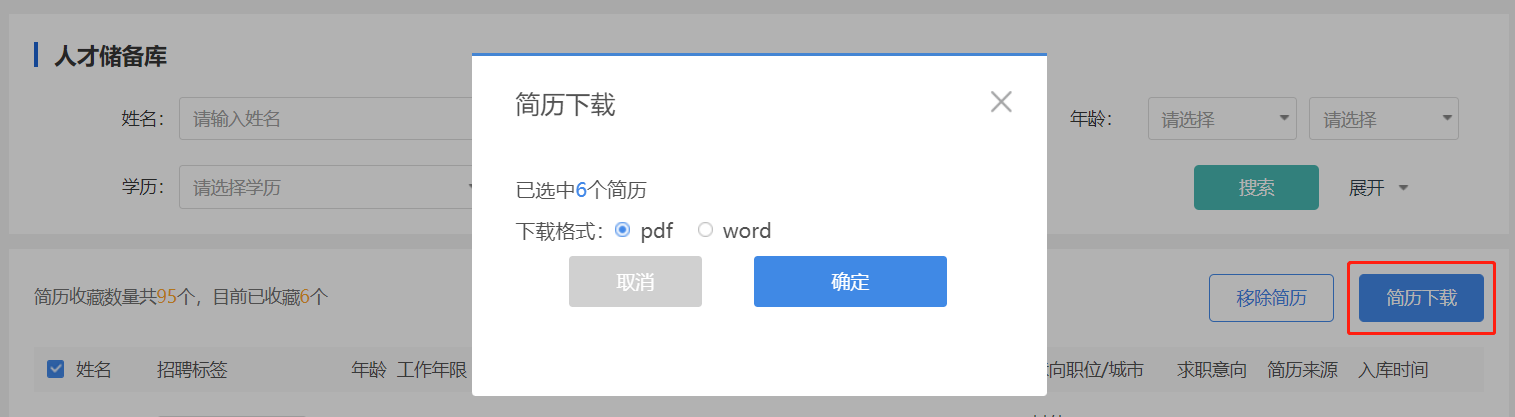 人才储备库
简历下载
姓名： 请输入姓名
年龄： 请选择 请选择
学历： 请选择学历
已选中6个简历
搜索 展开
下载格式： pdf word
取消 确定
简历收藏数量共95个，目前已收藏6个
移除简历 简历下载
姓名 招聘标签 年龄 工作年限 向职位/城市 求职意向 简历来源 入库时间